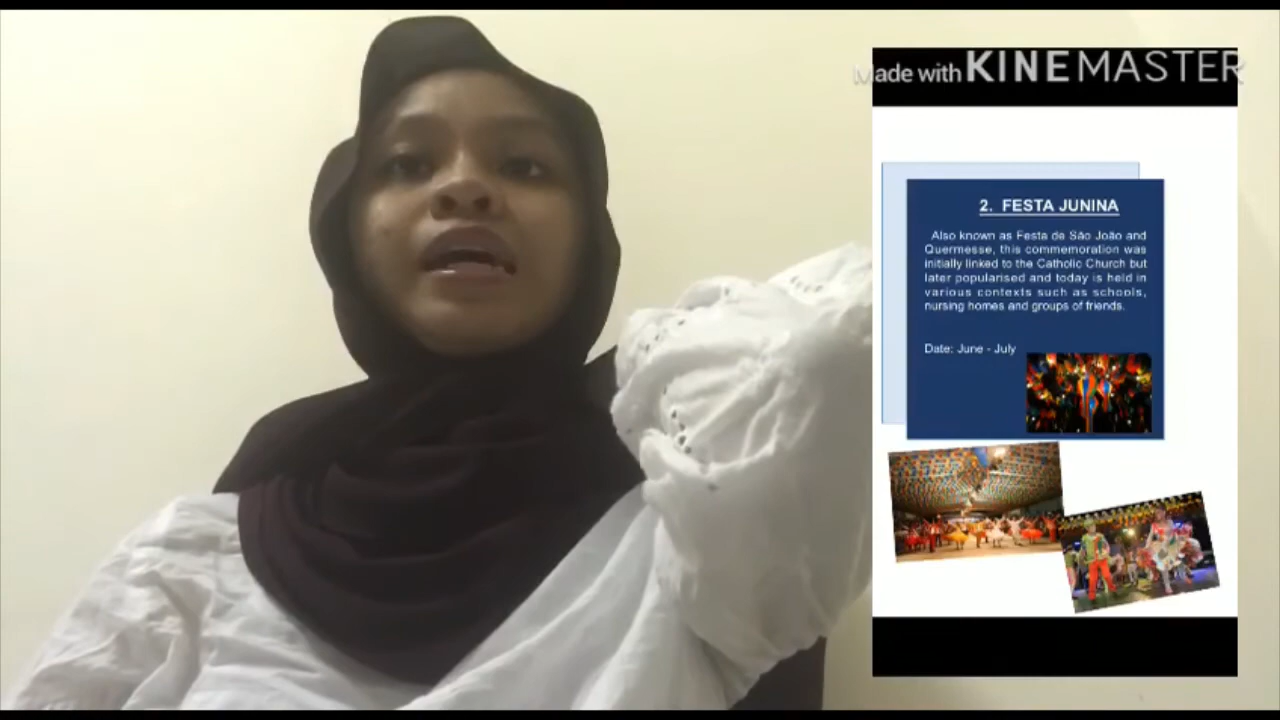 Made with KINEMASTER
2. FESTA JUNINA
Also known as Festa de São João and
Quermesse, this commemoration was
initially linked to the Catholic Church but
later popularised and today is held in
various contexts such as schools,
nursing homes and groups of friends.
Date: June - July